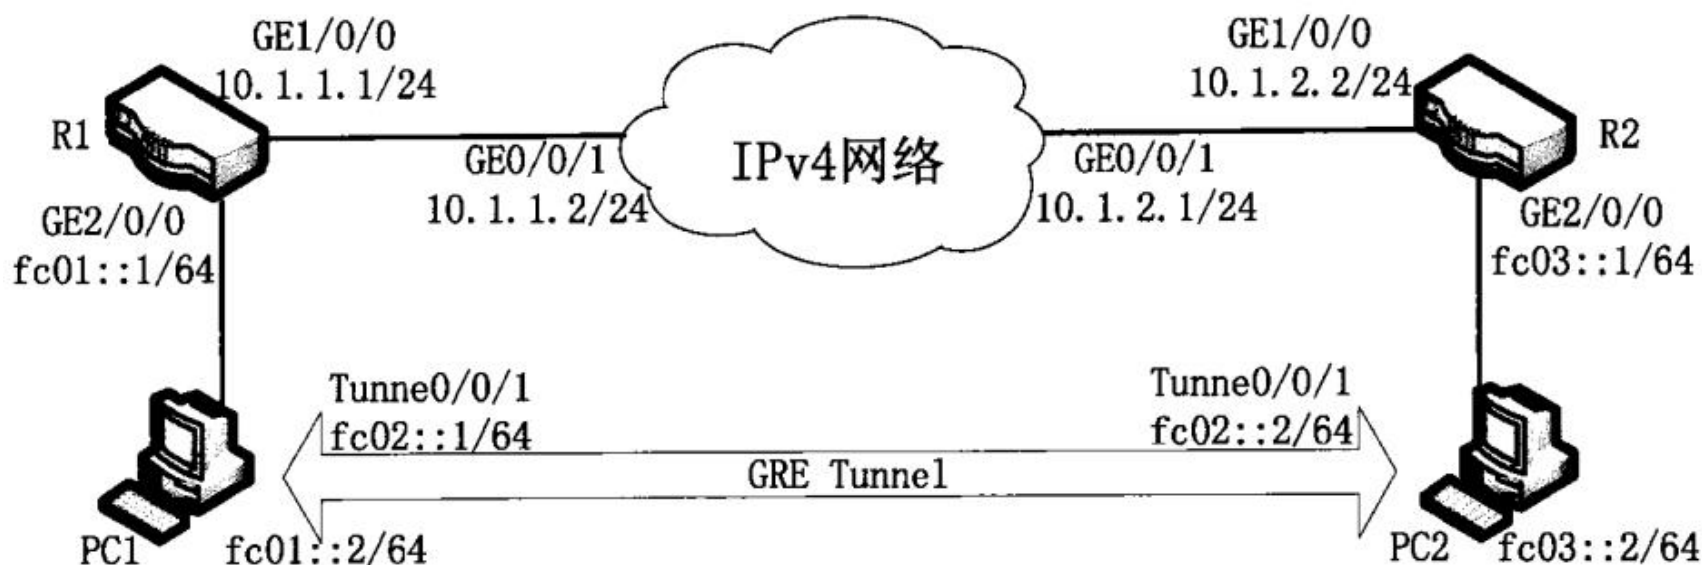 GE1/0/0
10.1.1.1/24
R1
GE0/0/1
10.1.1.2/24
GE2/0/0
fc01::1/64
IPv4网络
GE1/0/0
10.1.2.2/24
R2
GE0/0/1
10.1.2.1/24
GE2/0/0
fc03::1/64
Tunne0/0/1
fc02::1/64
Tunne0/0/1
fc02::2/64
GRE Tunnel
PC1
fc01::2/64
PC2
fc03::2/64